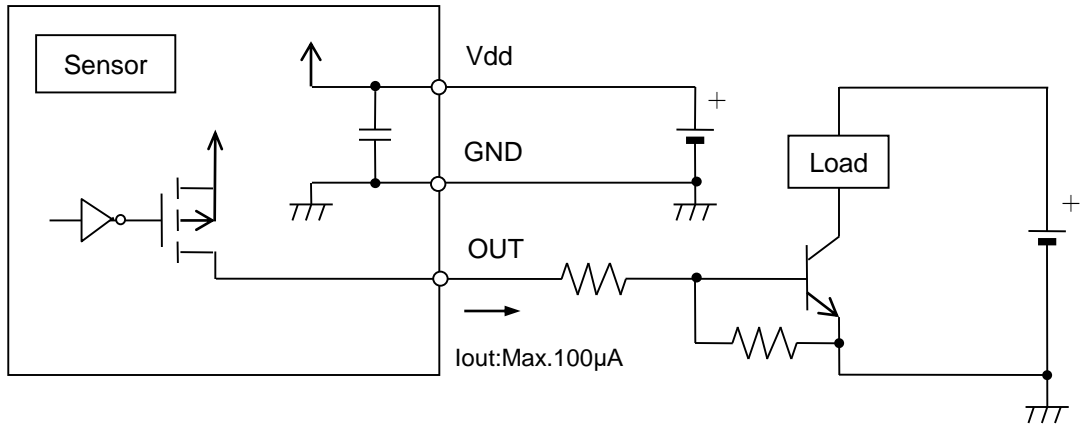 Sensor
Vdd
+
GND
Load
+
OUT
Iout:Max.100µA